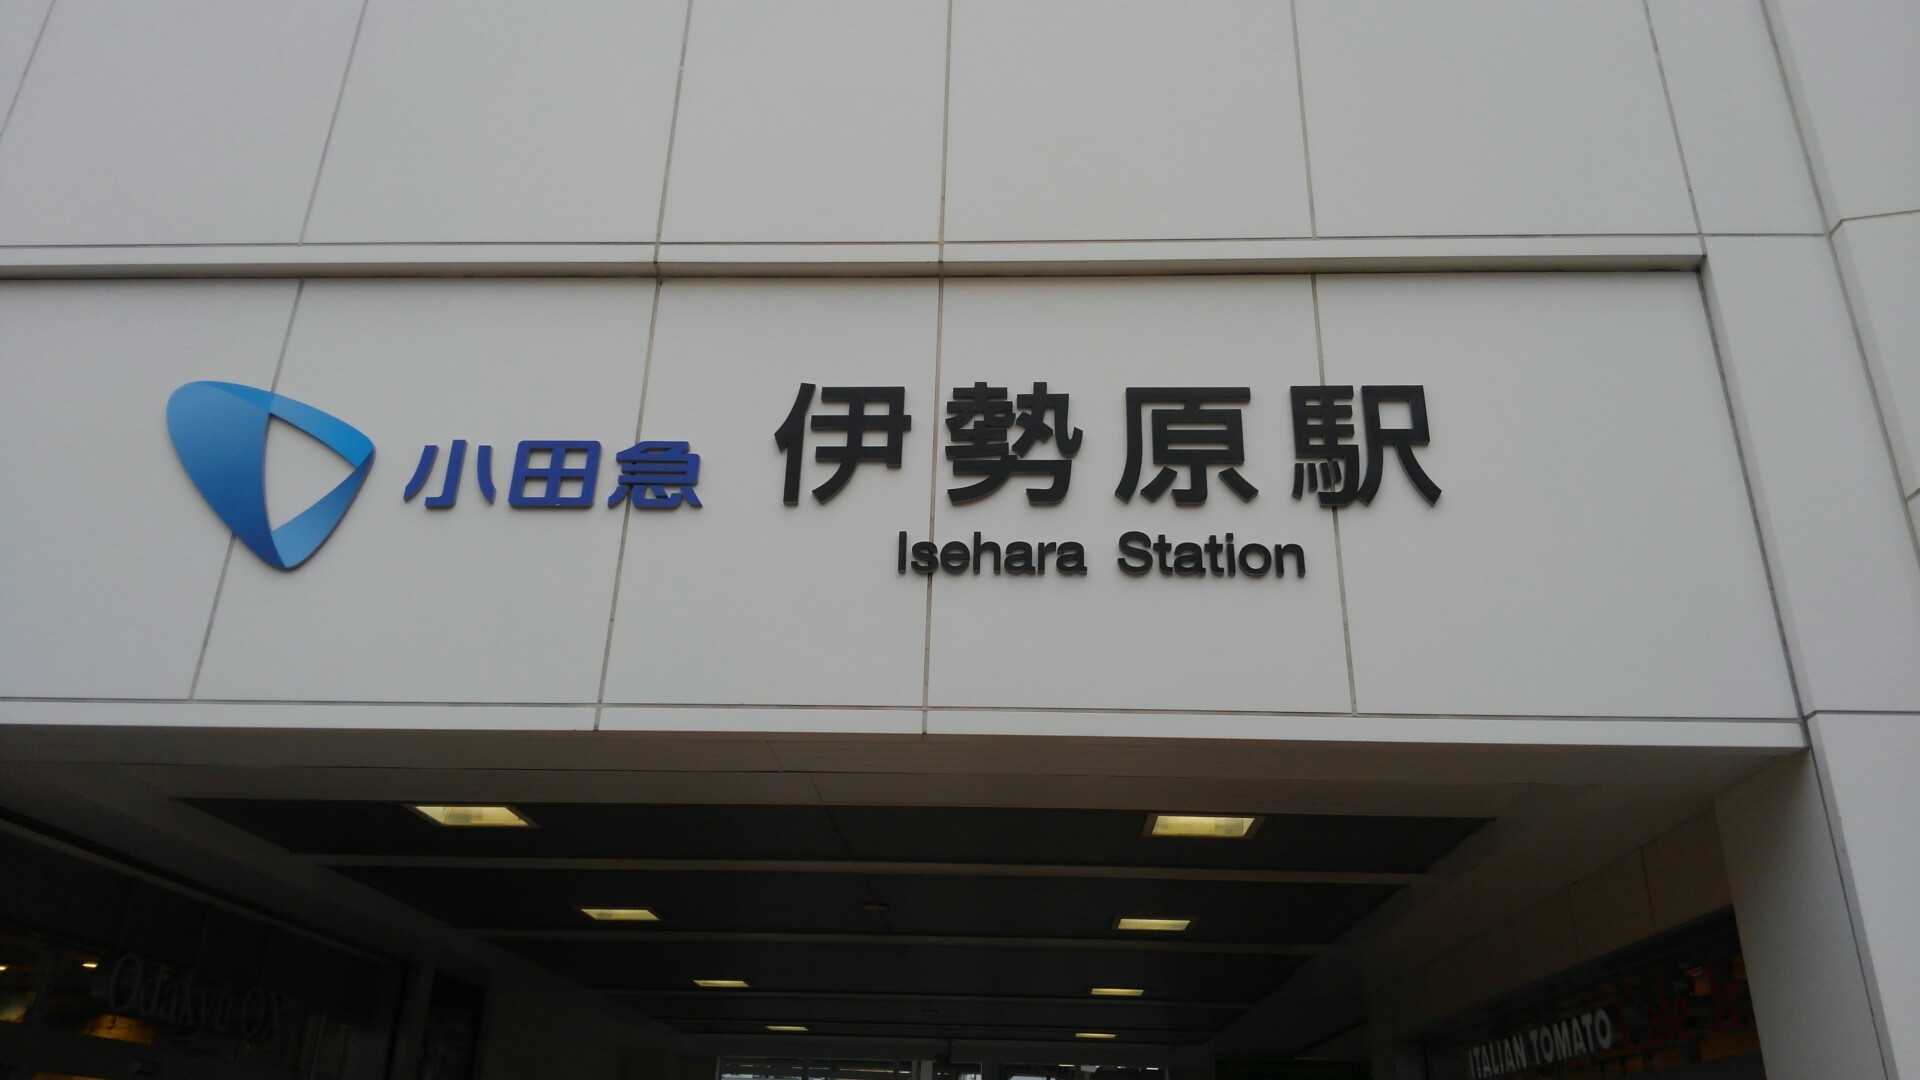 小田急 伊勢原駅
Isehara Station
Odakyu OX
ITALIAN TOMATO